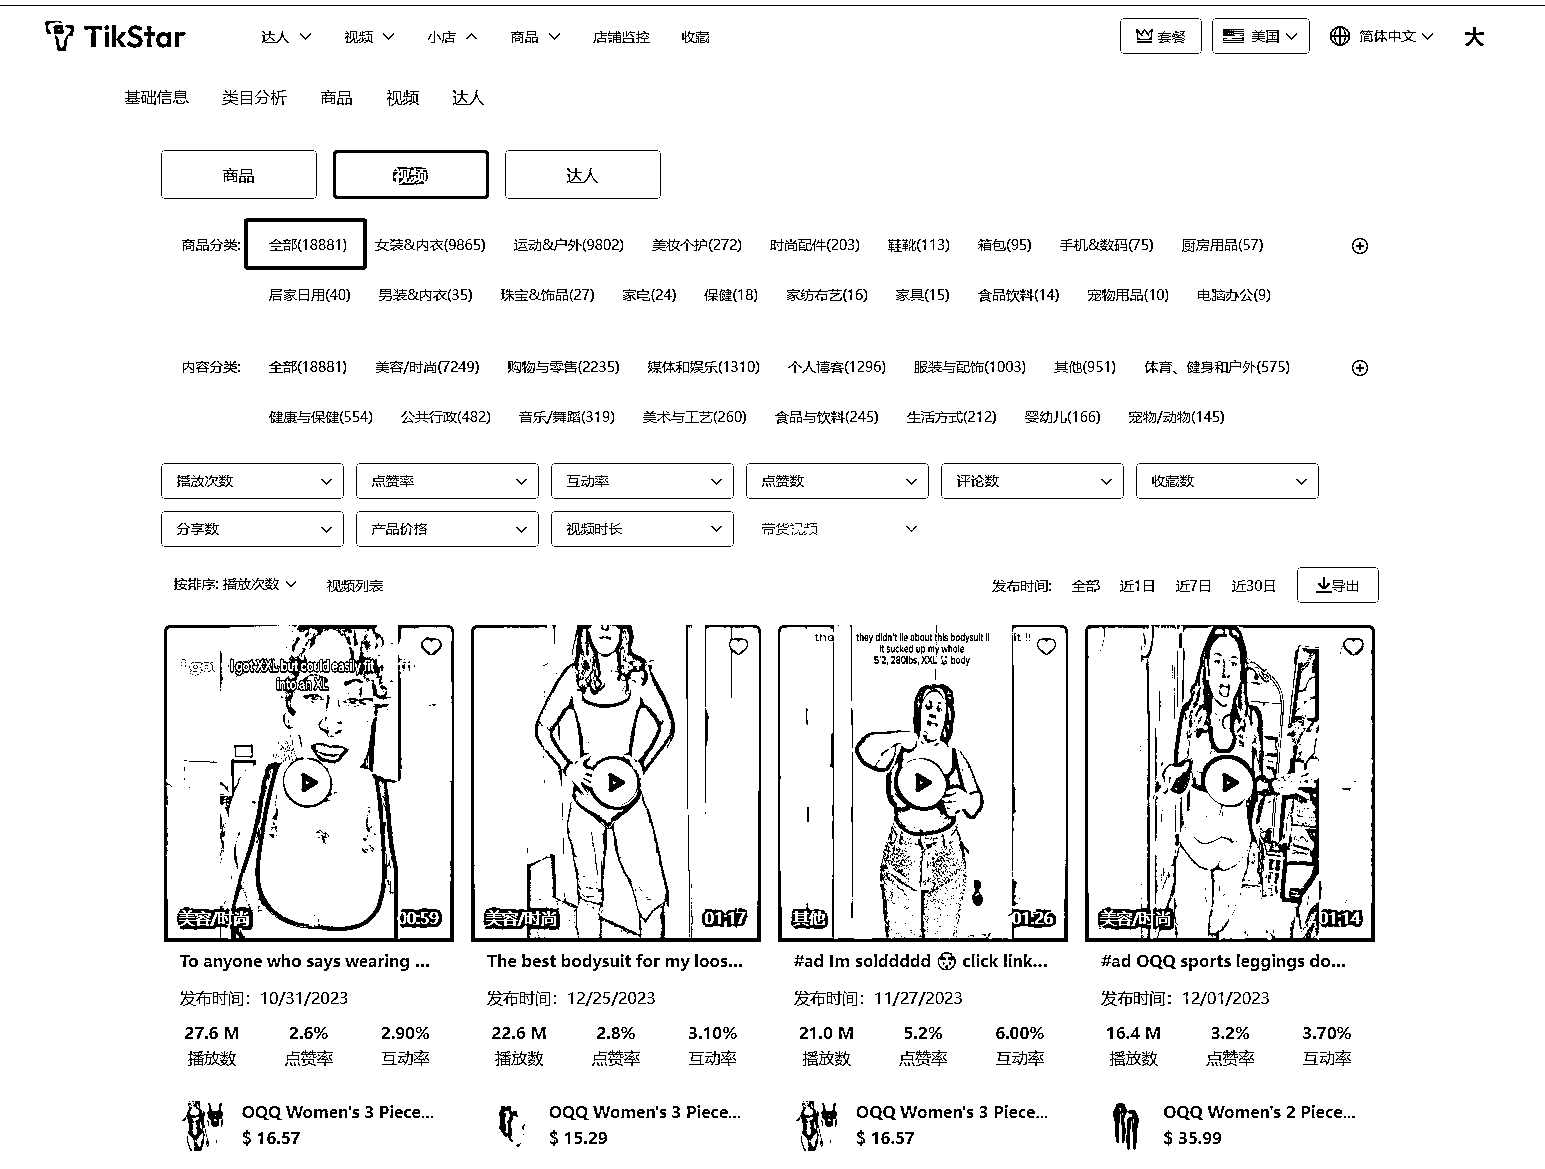 TikStar 达人 视频 小店 商品 店铺监控 收藏 套餐 美国 简体中文 大
基础信息 类目分析 商品 视频 达人
商品 视频 达人
商品分类: 全部(18881) 女装&内衣(9865) 运动&户外(9802) 美妆个护(272) 时尚配件(203) 鞋靴(113) 箱包(95) 手机&数码(75) 厨房用品(57)
居家日用(40) 男装&内衣(35) 珠宝&饰品(27) 家电(24) 保健(18) 家纺布艺(16) 家具(15) 食品饮料(14) 宠物用品(10) 电脑办公(9)
内容分类: 全部(18881) 美容/时尚(7249) 购物与零售(2235) 媒体和娱乐(1310) 个人博客(1296) 服装与配饰(1003) 其他(951) 体育、健身和户外(575)
健康与保健(554) 公共行政(482) 音乐/舞蹈(319) 美术与工艺(260) 食品与饮料(245) 生活方式(212) 婴幼儿(166) 宠物/动物(145)
播放次数 点赞率 互动率 点赞数 评论数 收藏数
分享数 产品价格 视频时长 带货视频
按排序: 播放次数 视频列表 发布时间: 全部 近1日 近7日 近30日 导出
I got XXL but could easily fit
into an XL
they didn't lie about this bodysuit !!
it sucked up my whole
5'2, 280lbs, XXL body
it !!
美容/时尚 00:59 美容/时尚 01:17 其他 01:26 美容/时尚 01:14
To anyone who says wearing ... The best bodysuit for my loos... #ad Im solddddd click link... #ad OQQ sports leggings do...
发布时间: 10/31/2023 发布时间: 12/25/2023 发布时间: 11/27/2023 发布时间: 12/01/2023
27.6 M 2.6% 2.90% 22.6 M 2.8% 3.10% 21.0 M 5.2% 6.00% 16.4 M 3.2% 3.70%
播放数 点赞率 互动率 播放数 点赞率 互动率 播放数 点赞率 互动率 播放数 点赞率 互动率
OQQ Women's 3 Piece... OQQ Women's 3 Piece... OQQ Women's 3 Piece... OQQ Women's 2 Piece...
$ 16.57 $ 15.29 $ 16.57 $ 35.99